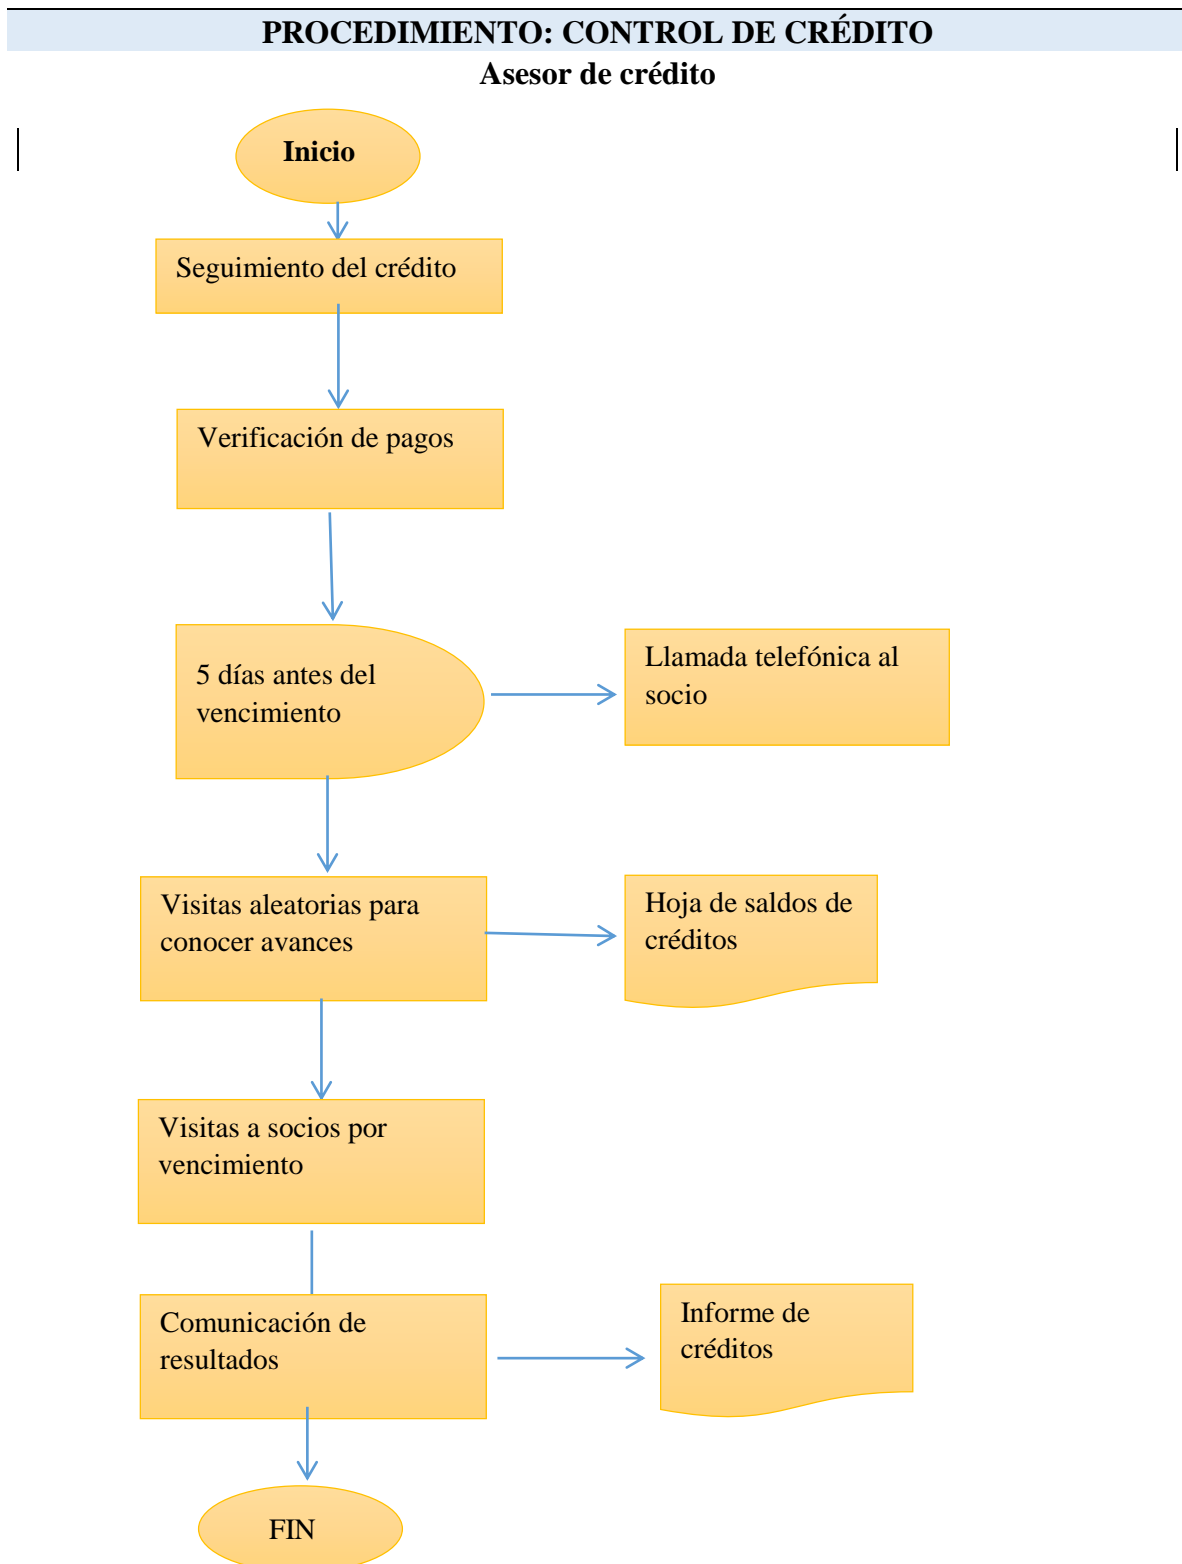 PROCEDIMIENTO: CONTROL DE CRÉDITO
Asesor de crédito
Inicio
Seguimiento del crédito
Verificación de pagos
5 días antes del
vencimiento
Llamada telefónica al
socio
Visitas aleatorias para
conocer avances
Hoja de saldos de
créditos
Visitas a socios por
vencimiento
Comunicación de
resultados
Informe de
créditos
FIN